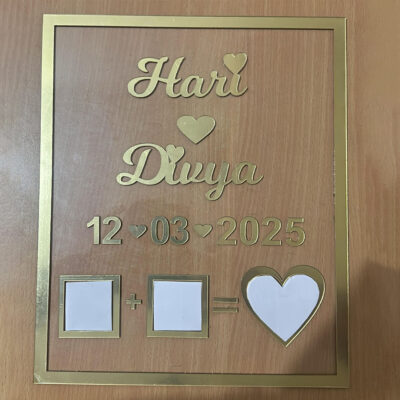 Hari
Divya
12 03 2025
+ =